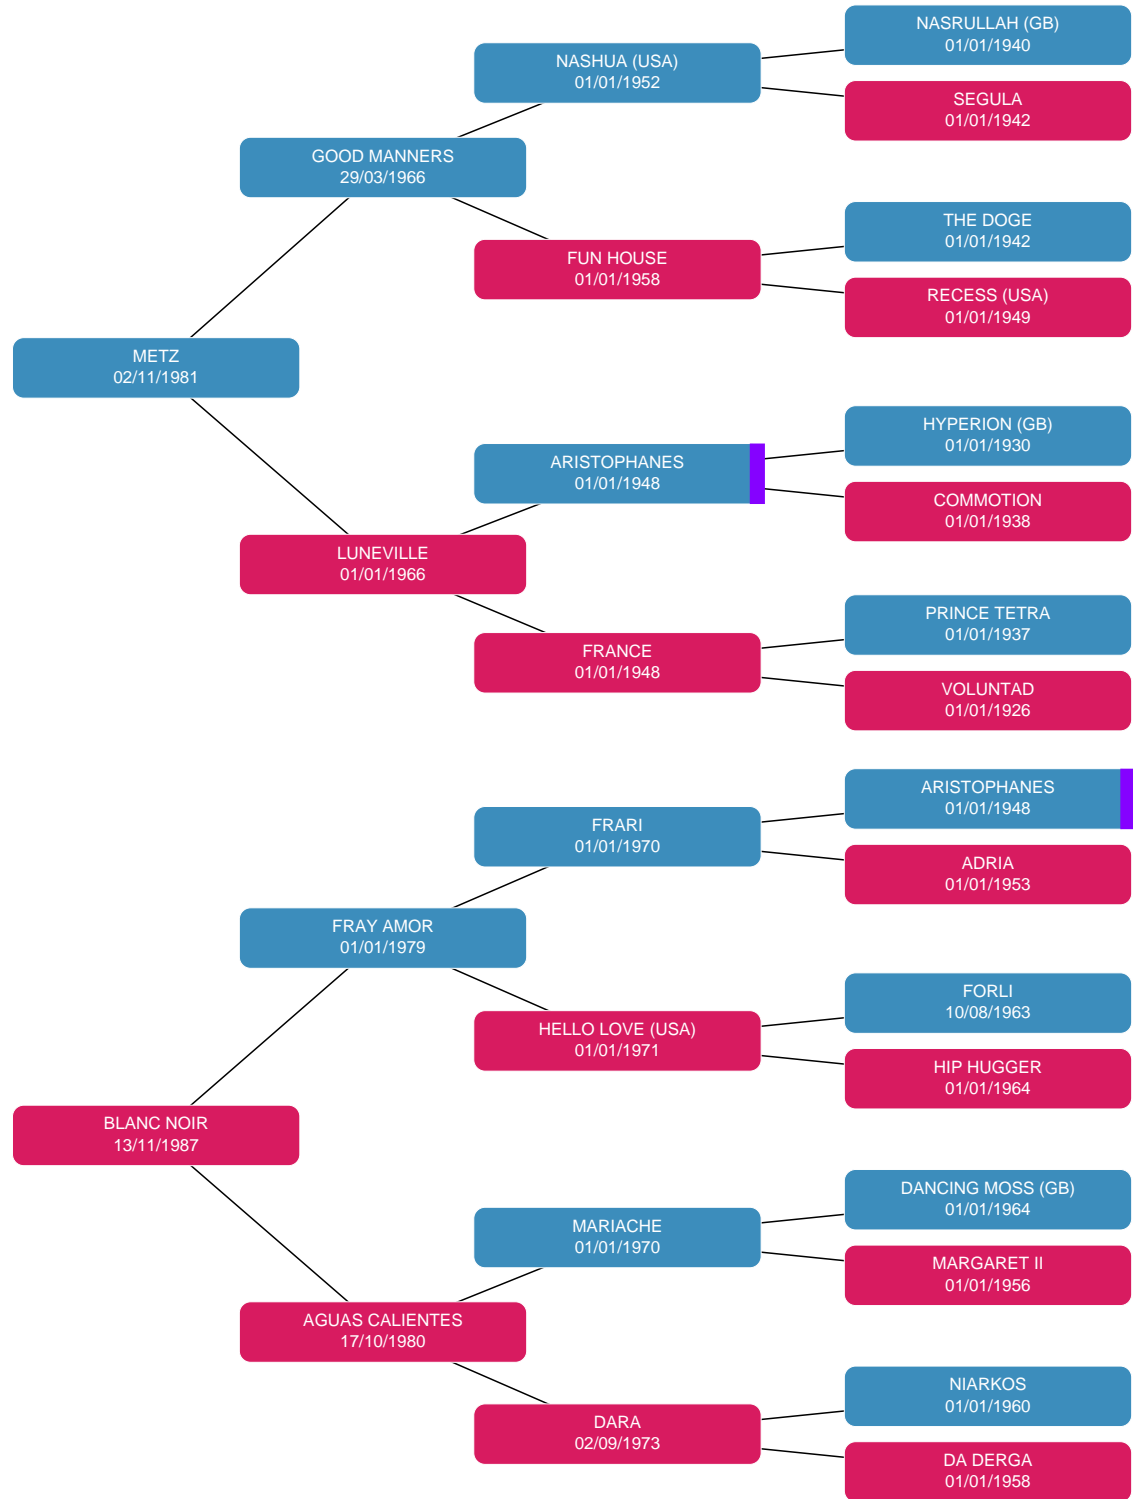 NASRULLAH (GB)
01/01/1940
NASHUA (USA)
01/01/1952
SEGULA
01/01/1942
GOOD MANNERS
29/03/1966
THE DOGE
01/01/1942
FUN HOUSE
01/01/1958
RECESS (USA)
01/01/1949
METZ
02/11/1981
HYPERION (GB)
01/01/1930
ARISTOPHANES
01/01/1948
COMMOTION
01/01/1938
LUNEVILLE
01/01/1966
PRINCE TETRA
01/01/1937
FRANCE
01/01/1948
VOLUNTAD
01/01/1926
ARISTOPHANES
01/01/1948
FRARI
01/01/1970
ADRIA
01/01/1953
FRAY AMOR
01/01/1979
FORLI
10/08/1963
HELLO LOVE (USA)
01/01/1971
HIP HUGGER
01/01/1964
BLANC NOIR
13/11/1987
DANCING MOSS (GB)
01/01/1964
MARIACHE
01/01/1970
MARGARET II
01/01/1956
AGUAS CALIENTES
17/10/1980
NIARKOS
01/01/1960
DARA
02/09/1973
DA DERGA
01/01/1958